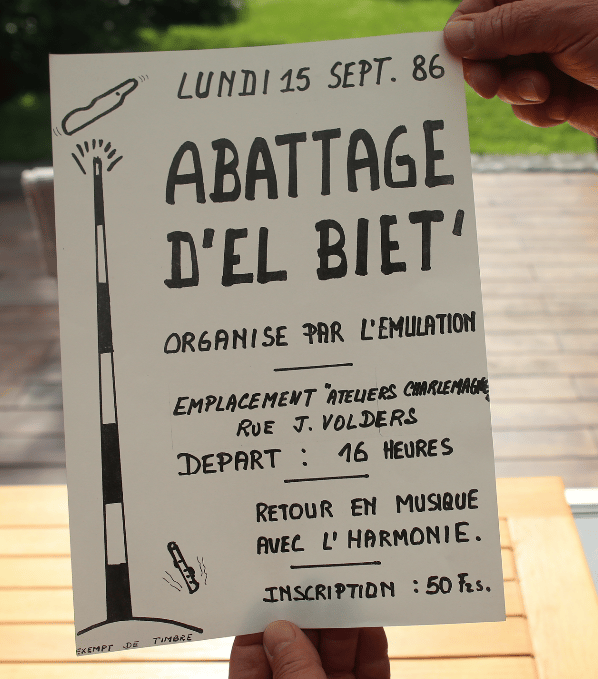 LUNDI 15 SEPT. 86
ABATTAGE
D'EL BIET'
ORGANISE PAR L'EMULATION
EMPLACEMENT "ATELIERS CHARLEMAGNE"
RUE J. VOLDERS
DEPART : 16 HEURES
RETOUR EN MUSIQUE
AVEC L'HARMONIE.
INSCRIPTION : 50 Frs.
EXEMPT DE TIMBRE